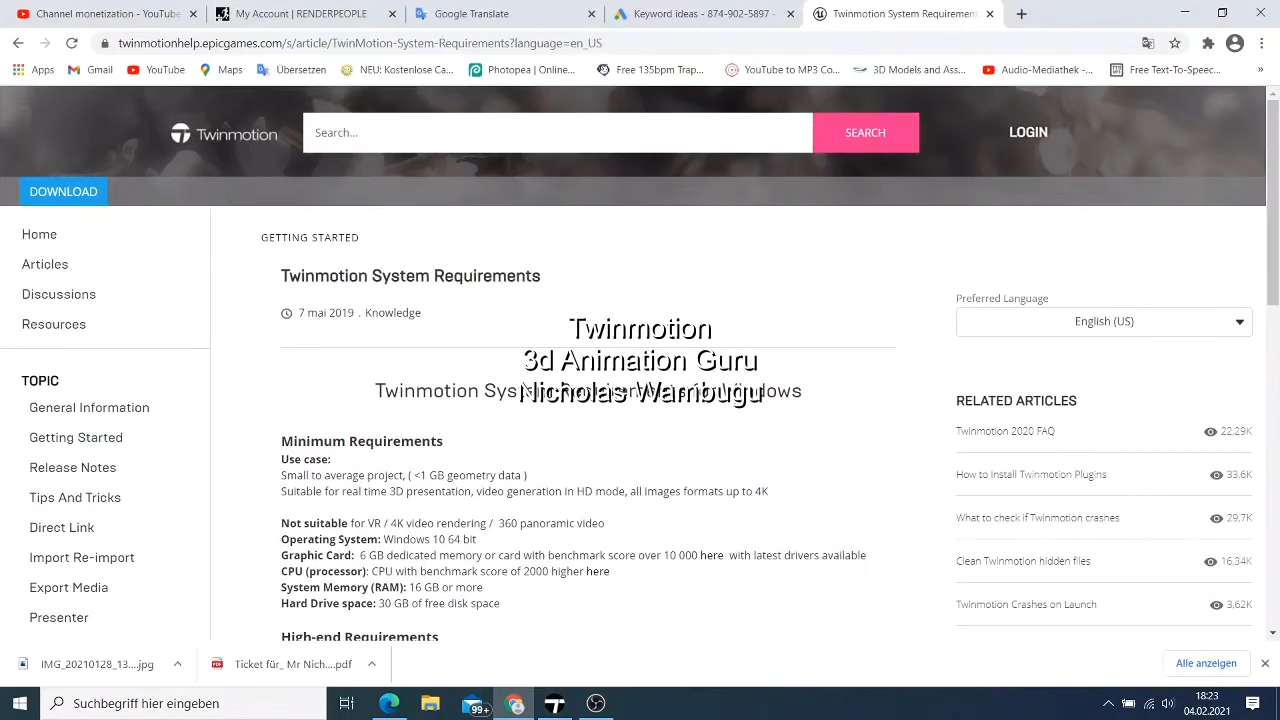 YouTube channel monetization
My Account | RENDERPEOPLE
Google Translate
Keyword ideas - 874-902-5897 -
Twinmotion System Requirement
twinmotionhelp.epicgames.com/s/article/TwinMotion-System-Requirements?language=en_US
Apps
Gmail
YouTube
Maps
Übersetzen
NEU: Kostenlose Ca...
Photopea | Online...
Free 135bpm Trap...
YouTube to MP3 Co...
3D Models and Ass...
Audio-Mediathek -...
Free Text-To-Speec...
»
Twinmotion
Search...
SEARCH
LOGIN
DOWNLOAD
Home
Articles
Discussions
Resources
TOPIC
General Information
Getting Started
Release Notes
Tips And Tricks
Direct Link
Import Re-import
Export Media
Presenter
GETTING STARTED
Twinmotion System Requirements
7 mai 2019 . Knowledge
Twinmotion
3d Animation Guru
Nicholas Wambugu
Twinmotion Sys
Windows
Minimum Requirements
Use case:
Small to average project, ( <1 GB geometry data )
Suitable for real time 3D presentation, video generation in HD mode, all images formats up to 4K
Not suitable for VR / 4K video rendering / 360 panoramic video
Operating System: Windows 10 64 bit
Graphic Card: 6 GB dedicated memory or card with benchmark score over 10 000 here with latest drivers available
CPU (processor): CPU with benchmark score of 2000 higher here
System Memory (RAM): 16 GB or more
Hard Drive space: 30 GB of free disk space
High-end Requirements
Preferred Language
English (US)
RELATED ARTICLES
Twinmotion 2020 FAQ 22,29K
How to Install Twinmotion Plugins 33,6K
What to check if Twinmotion crashes 29,7K
Clean Twinmotion hidden files 16,34K
Twinmotion Crashes on Launch 3,62K
IMG_20210128_13....jpg
PDF
Ticket für_ Mr Nich....pdf
Alle anzeigen
Suchbegriff hier eingeben
99+
18:23
04.02.2021